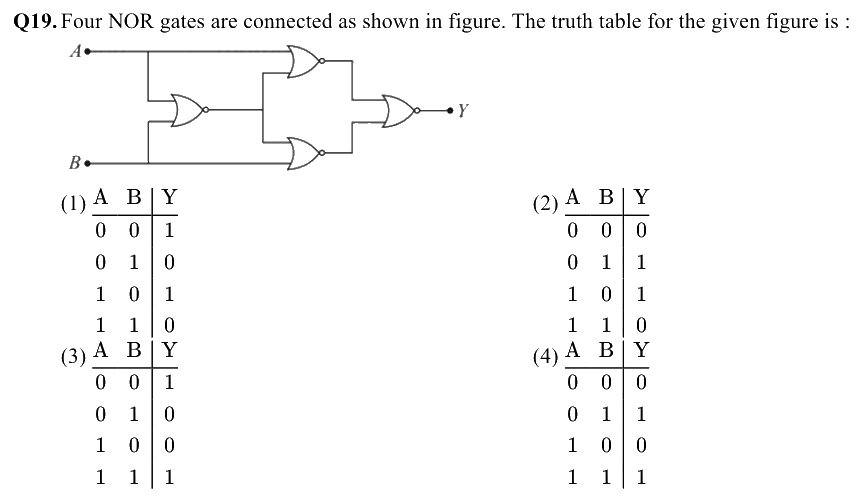 Q19. Four NOR gates are connected as shown in figure. The truth table for the given figure is :
A
Y
B
(1) A B Y
0 0 1
0 1 0
1 0 1
1 1 0
(2) A B Y
0 0 0
0 1 1
1 0 1
1 1 0
(3) A B Y
0 0 1
0 1 0
1 0 0
1 1 1
(4) A B Y
0 0 0
0 1 1
1 0 0
1 1 1